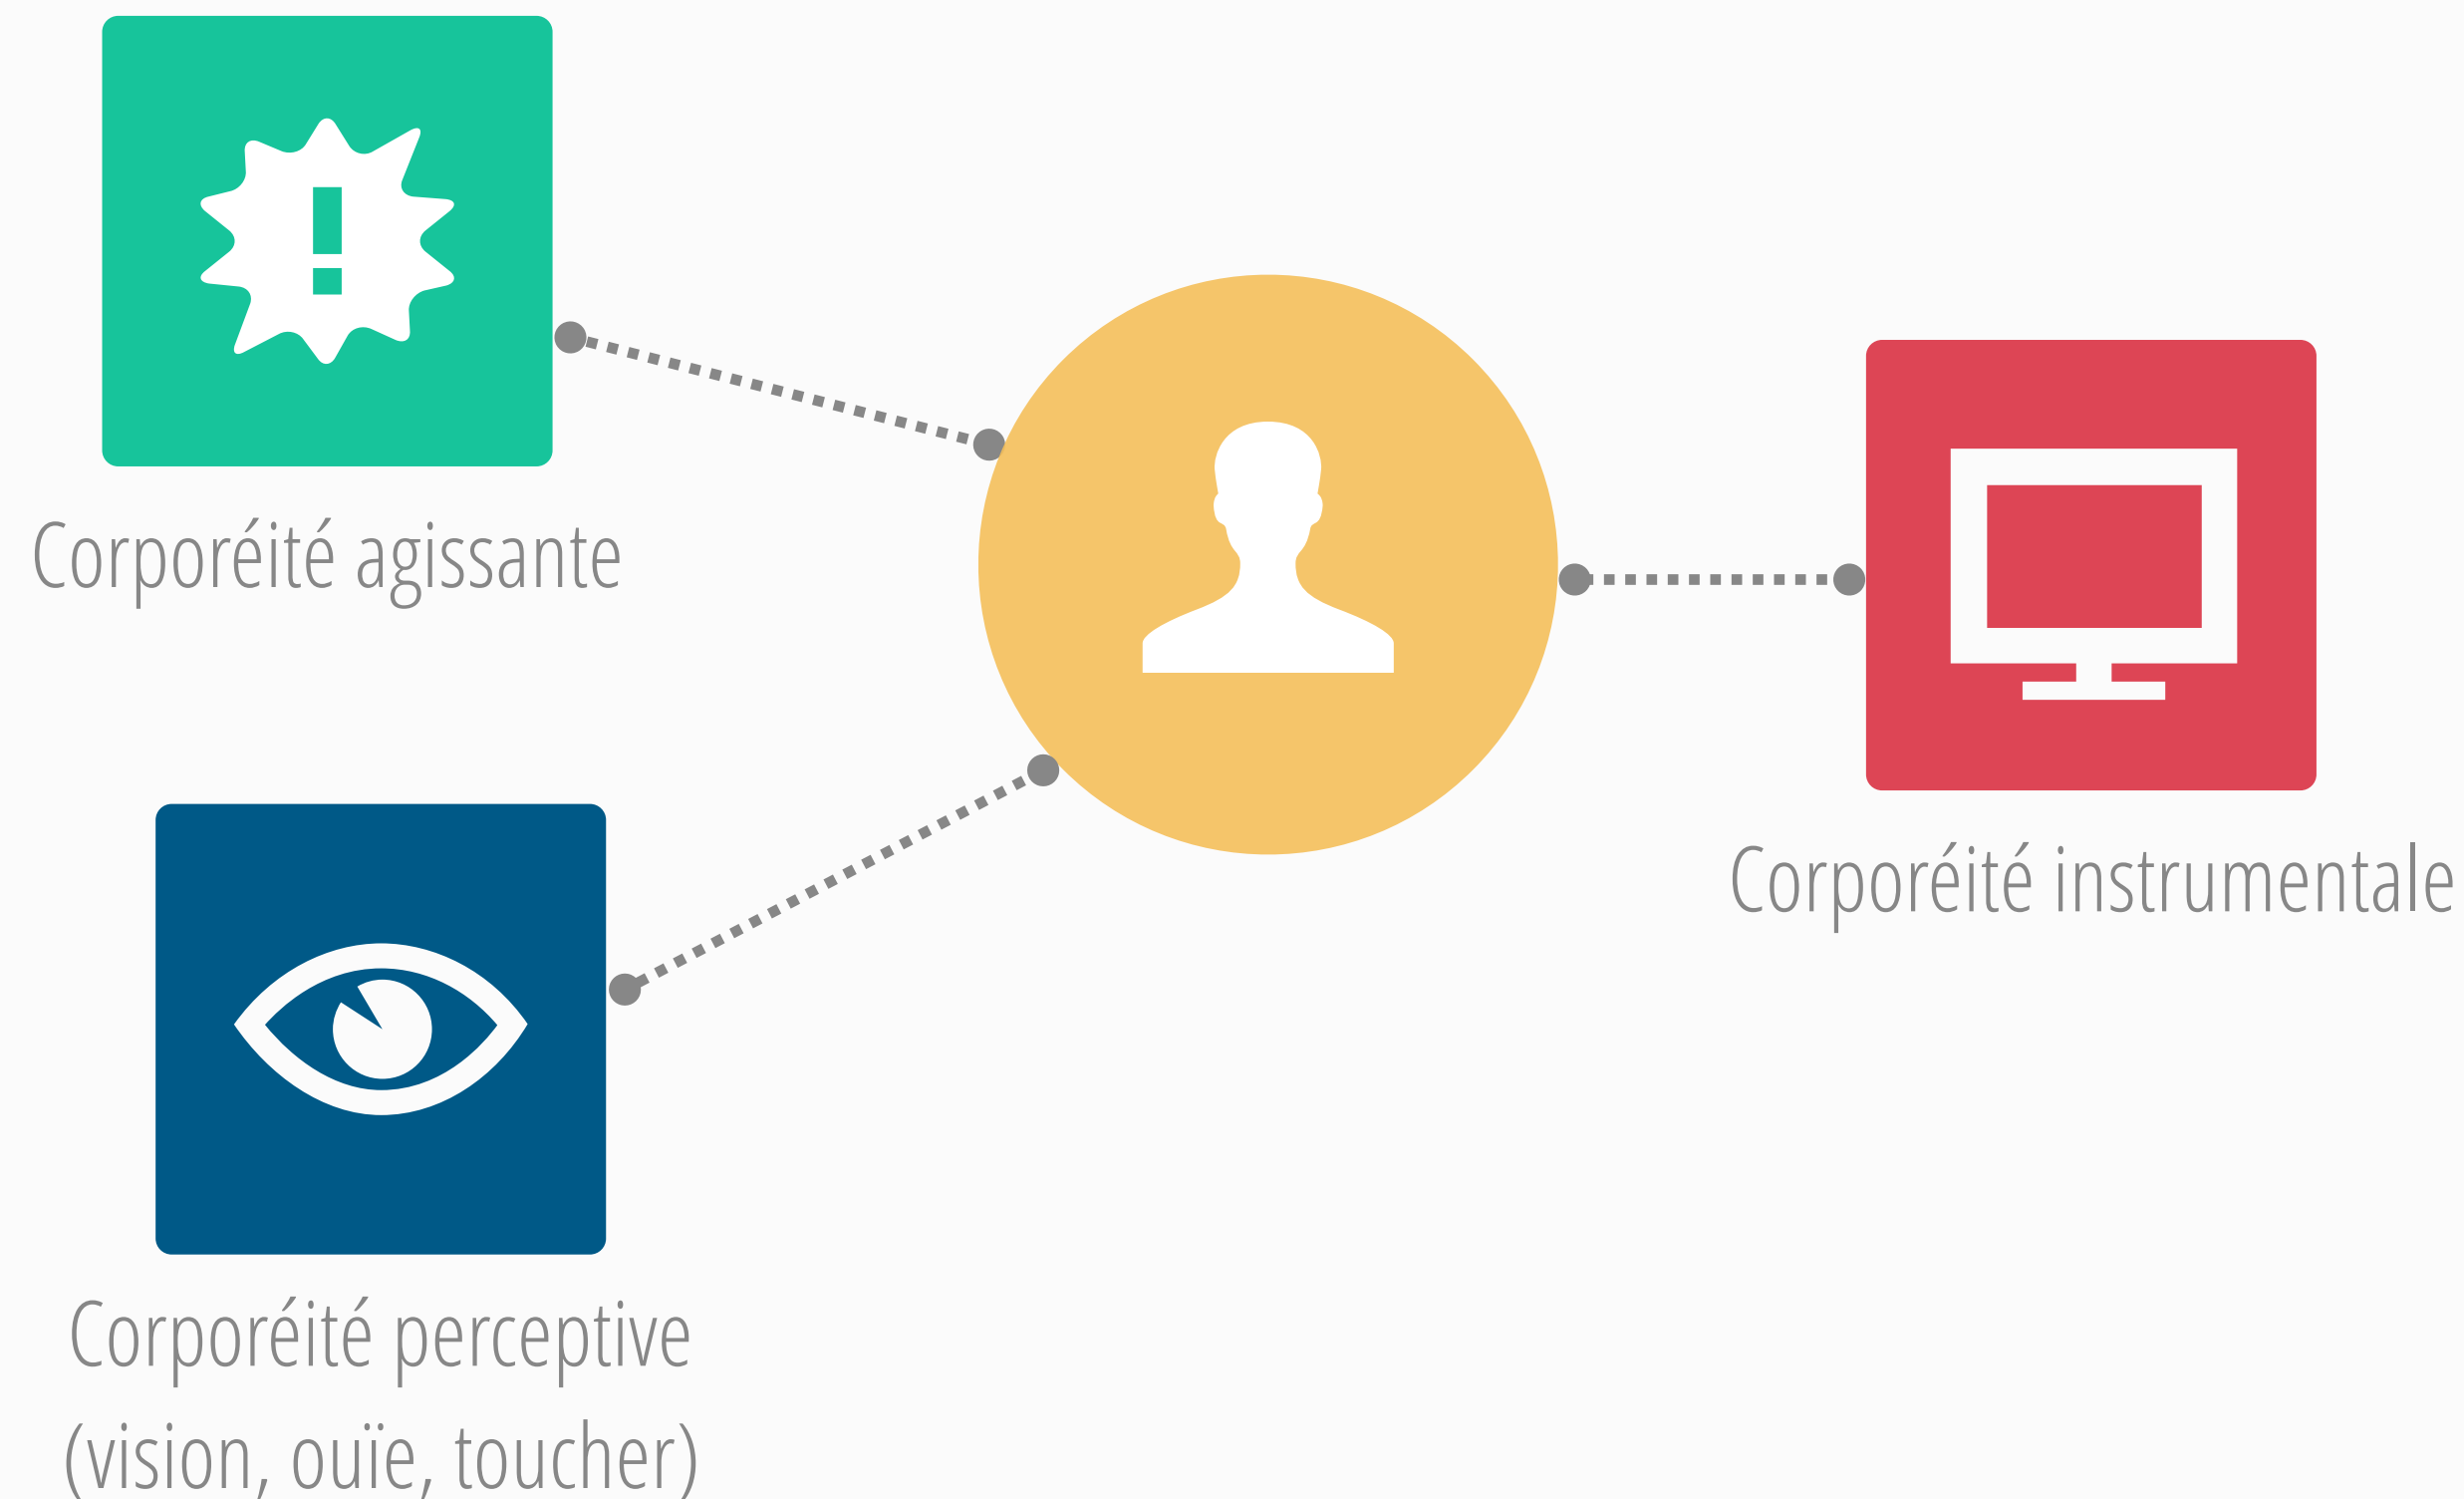 Corporéité agissante
Corporéité instrumentale
Corporéité perceptive
(vision, ouïe, toucher)